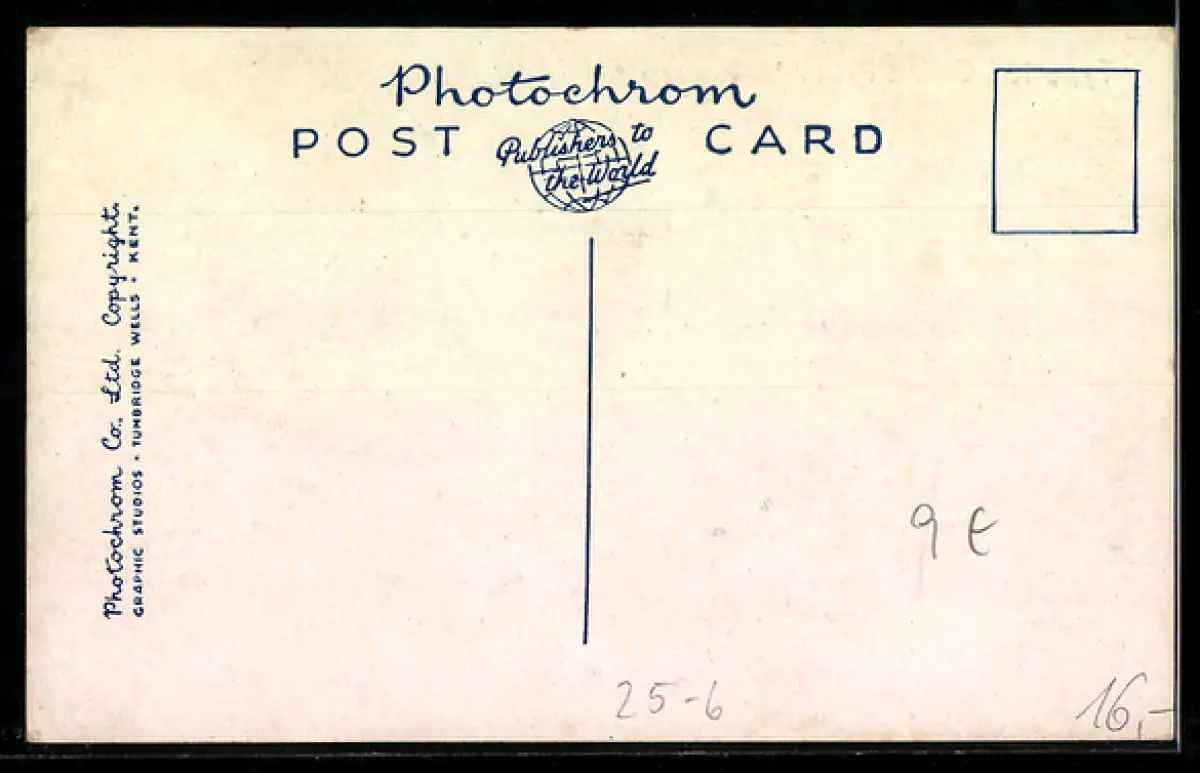 Photochrom
POST CARD
Publishers to
the World
Photochrom Co., Ltd. Copyright.
GRAPHIC STUDIOS · TUNBRIDGE WELLS · KENT.
9 €
25-6
16,-